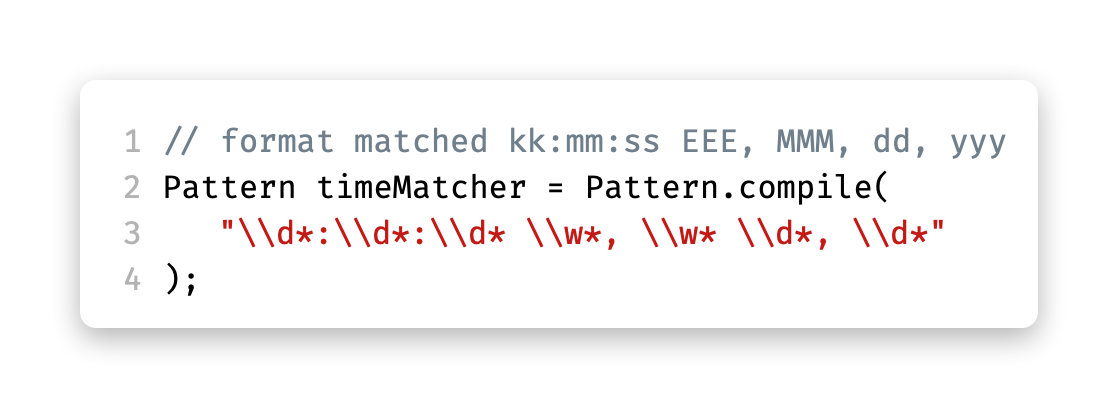 1 // format matched kk:mm:ss EEE, MMM, dd, yyy
2 Pattern timeMatcher = Pattern.compile(
3 "\\d*:\\d*:\\d* \\w*, \\w* \\d*, \\d*"
4 );